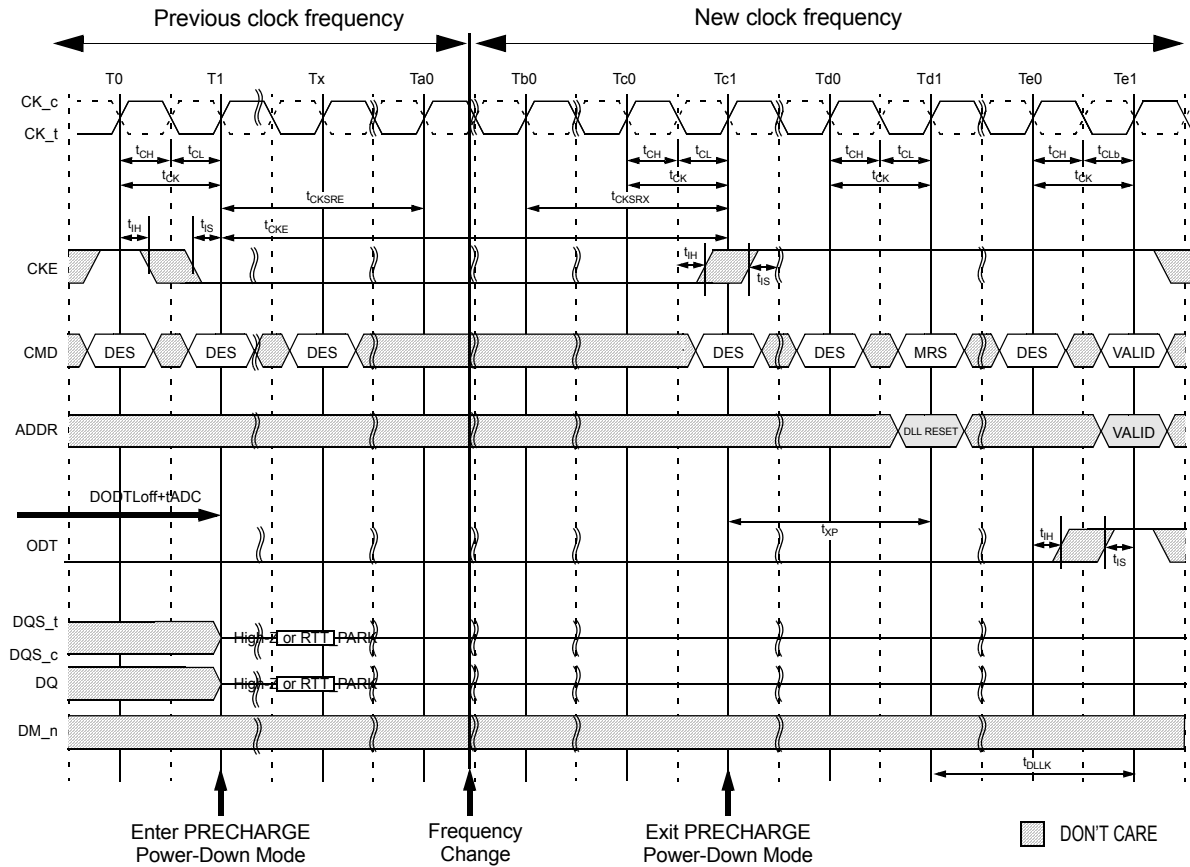 Previous clock frequency New clock frequency
T0 T1 Tx Ta0 Tb0 Tc0 Tc1 Td0 Td1 Te0 Te1
CK_c
CK_t
tCH tCL tCH tCL tCH tCL tCH tCLb
tCK tCK tCK tCK
tCKSRE tCKSRX
tIH tIS tCKE
CKE tIH tIS
CMD DES DES DES DES DES MRS DES VALID
ADDR DLL RESET VALID
DODTLoff+tADC
tXP
ODT tIH tIS
DQS_t
High-Z or RTT_PARK
DQS_c
DQ High-Z or RTT_PARK
DM_n
tDLLK
Enter PRECHARGE
Power-Down Mode
Frequency
Change
Exit PRECHARGE
Power-Down Mode
DON'T CARE